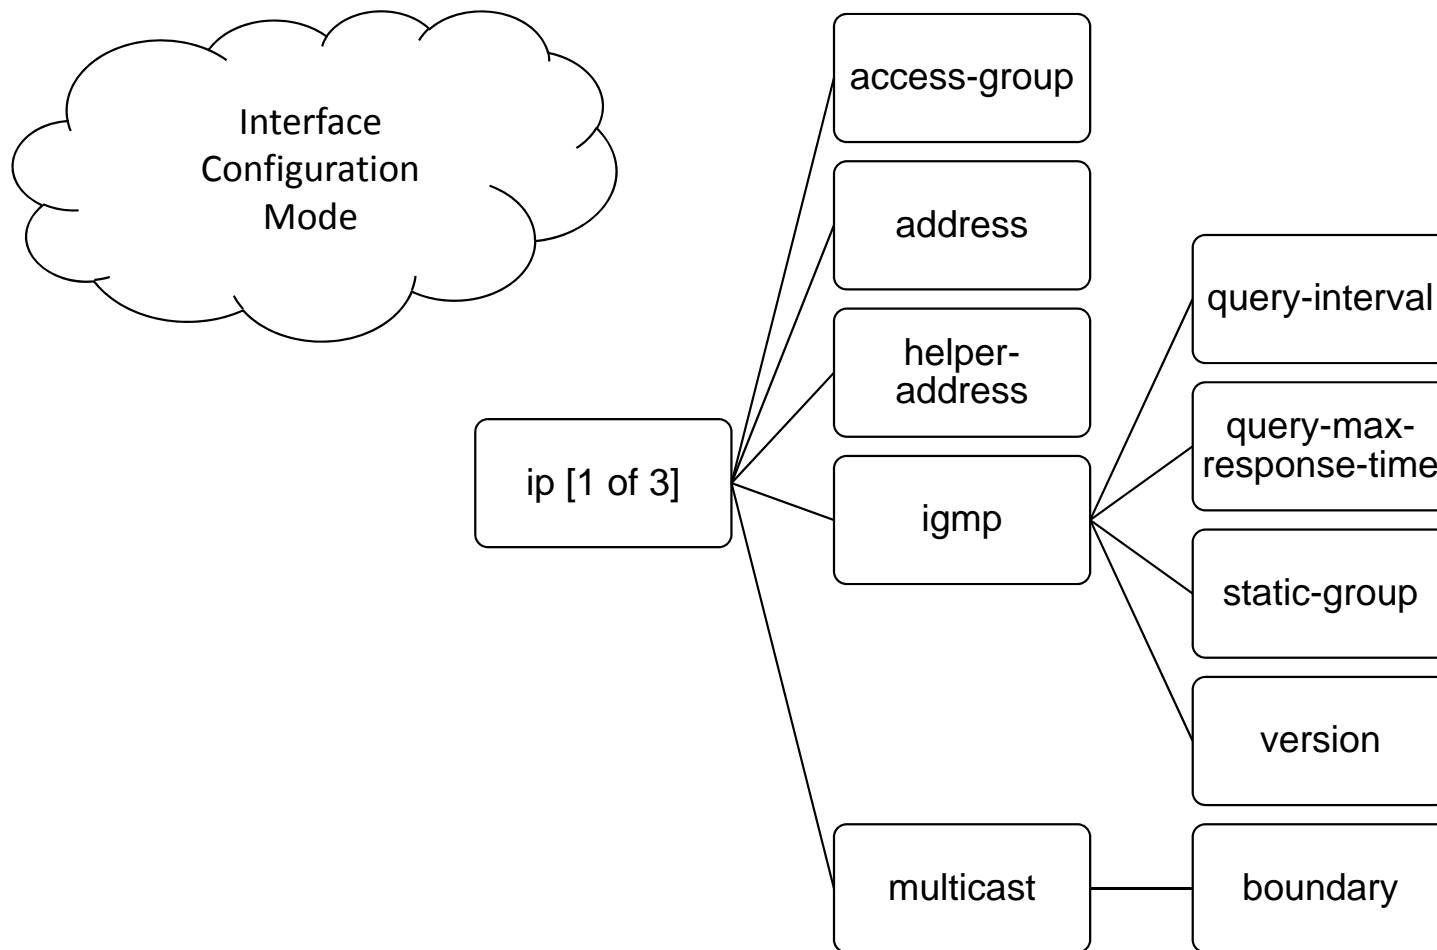 Interface
Configuration
Mode
ip [1 of 3]
access-group
address
helper-
address
igmp
multicast
query-interval
query-max-
response-time
static-group
version
boundary